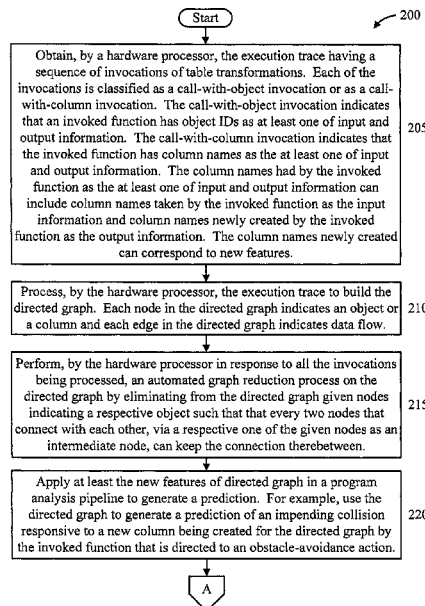 Start
200
Obtain, by a hardware processor, the execution trace having a
sequence of invocations of table transformations. Each of the
invocations is classified as a call-with-object invocation or as a call-
with-column invocation. The call-with-object invocation indicates
that an invoked function has object IDs as at least one of input and
output information. The call-with-column invocation indicates that
the invoked function has column names as the at least one of input
and output information. The column names had by the invoked
function as the at least one of input and output information can
include column names taken by the invoked function as the input
information and column names newly created by the invoked
function as the output information. The column names newly created
can correspond to new features.
205
Process, by the hardware processor, the execution trace to build the
directed graph. Each node in the directed graph indicates an object or
a column and each edge in the directed graph indicates data flow.
210
Perform, by the hardware processor in response to all the invocations
being processed, an automated graph reduction process on the
directed graph by eliminating from the directed graph given nodes
indicating a respective object such that that every two nodes that
connect with each other, via a respective one of the given nodes as an
intermediate node, can keep the connection therebetween.
215
Apply at least the new features of directed graph in a program
analysis pipeline to generate a prediction. For example, use the
directed graph to generate a prediction of an impending collision
responsive to a new column being created for the directed graph by
the invoked function that is directed to an obstacle-avoidance action.
220
A